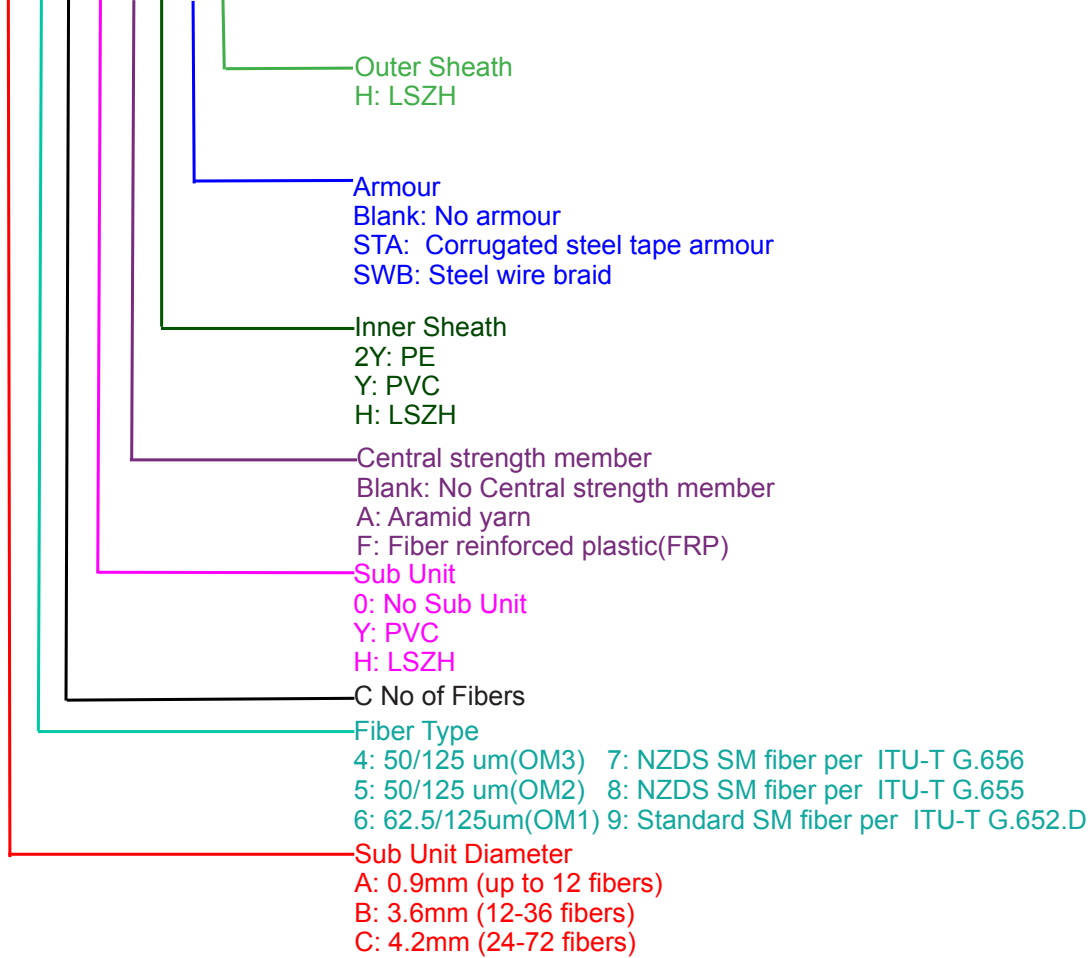 Outer Sheath
H: LSZH
Armour
Blank: No armour
STA:  Corrugated steel tape armour
SWB: Steel wire braid
Inner Sheath
2Y: PE
Y: PVC
H: LSZH
Central strength member
Blank: No Central strength member
A: Aramid yarn
F: Fiber reinforced plastic(FRP)
Sub Unit
0: No Sub Unit
Y: PVC
H: LSZH
C No of Fibers
Fiber Type
4: 50/125 um(OM3)   7: NZDS SM fiber per  ITU-T G.656
5: 50/125 um(OM2)   8: NZDS SM fiber per  ITU-T G.655
6: 62.5/125um(OM1) 9: Standard SM fiber per  ITU-T G.652.D
Sub Unit Diameter
A: 0.9mm (up to 12 fibers)
B: 3.6mm (12-36 fibers)
C: 4.2mm (24-72 fibers)